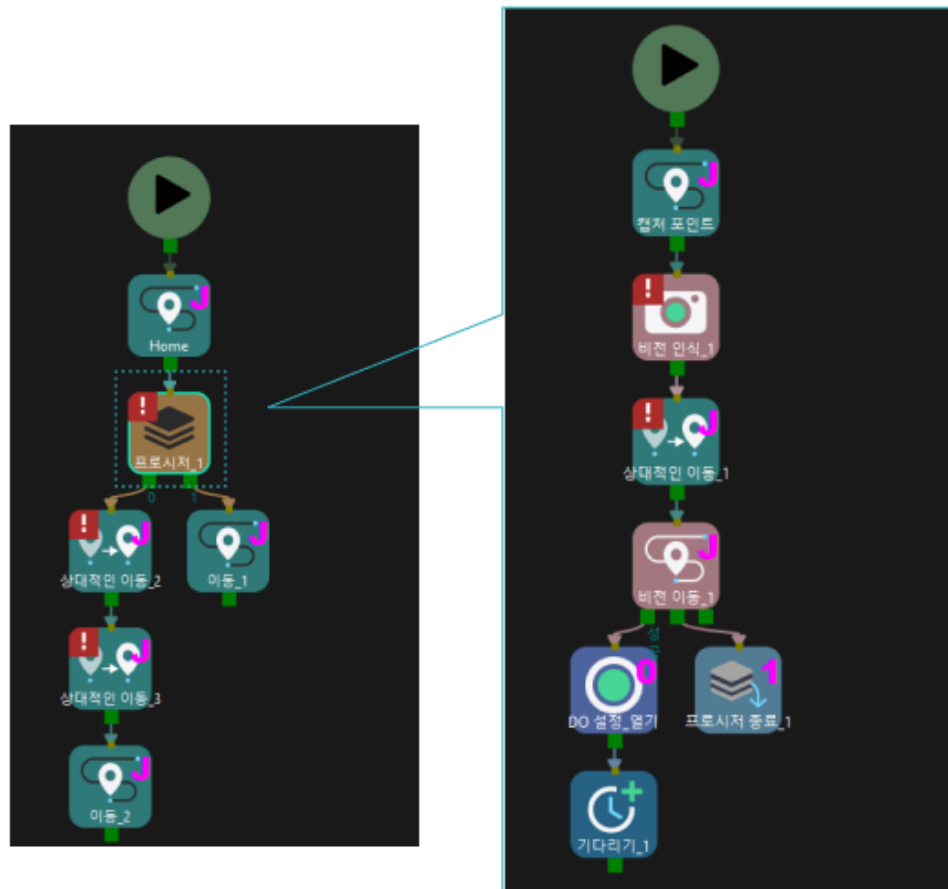 J
Home
!
프로시저_1
0
1
!
J
상대적인 이동_2
J
이동_1
!
J
상대적인 이동_3
J
이동_2
J
캡처 포인트
!
비전 인식_1
!
J
상대적인 이동_1
J
비전 이동_1
0
DO 설정_열기
1
프로시저 종료_1
기다리기_1